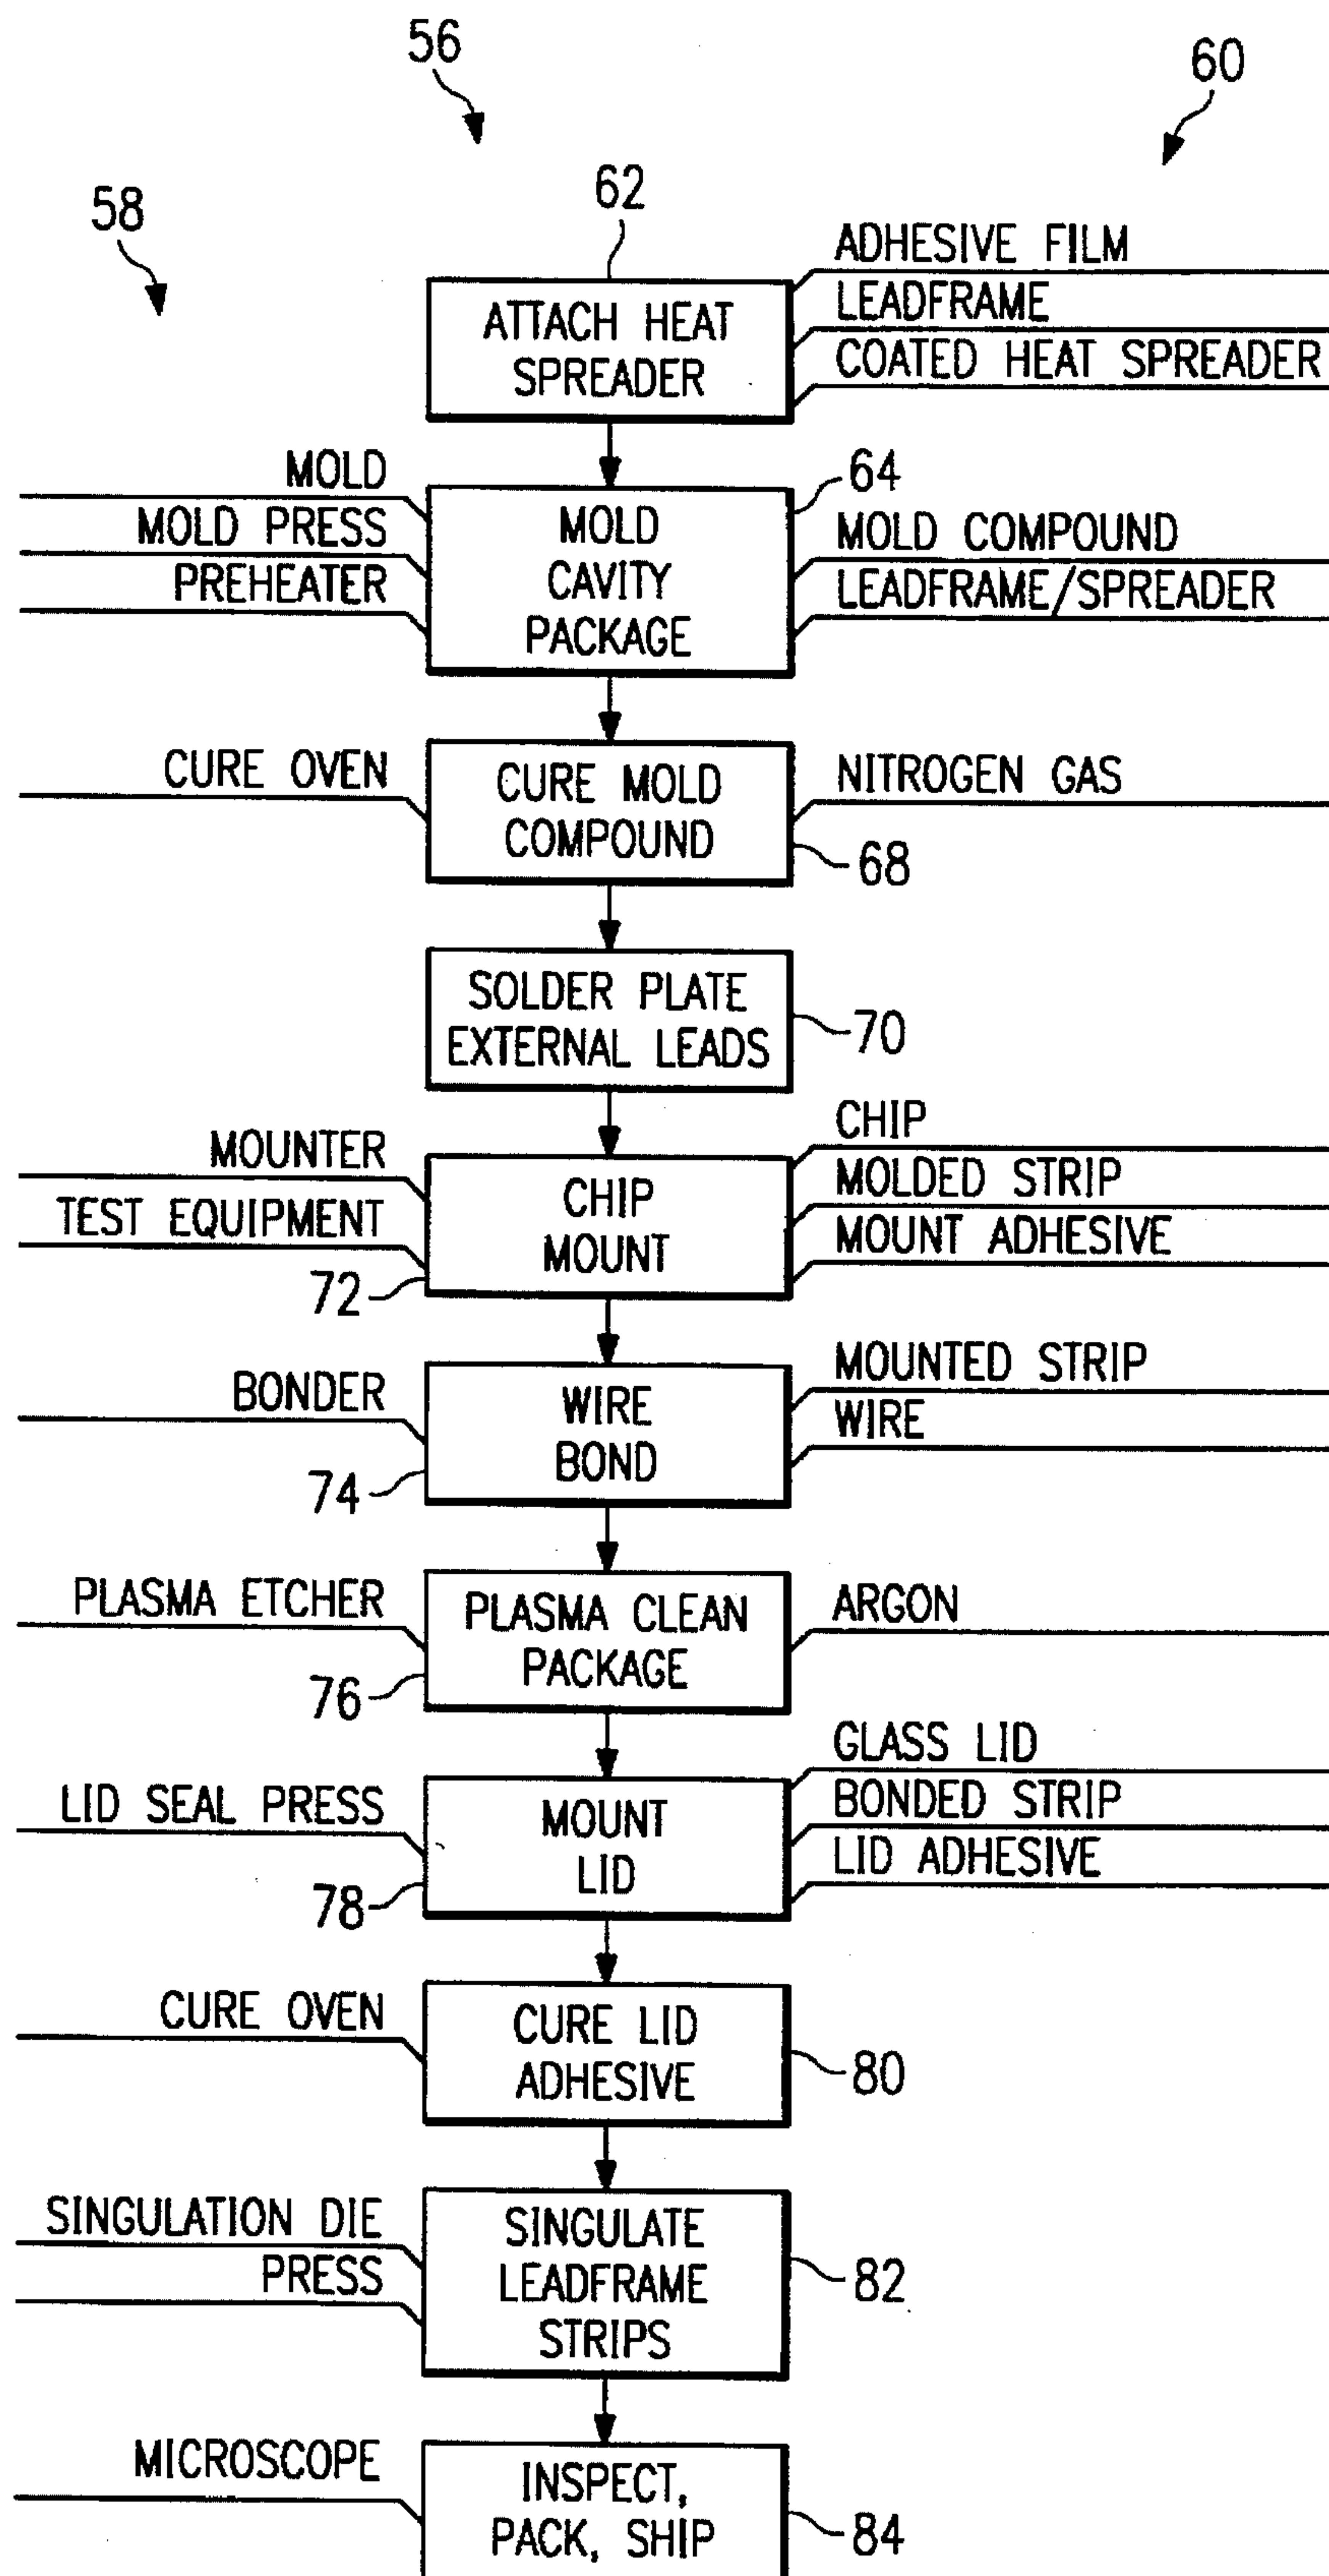 56
60
58
62
ATTACH HEAT
SPREADER
ADHESIVE FILM
LEADFRAME
COATED HEAT SPREADER
MOLD
MOLD PRESS
PREHEATER
MOLD
CAVITY
PACKAGE
64
MOLD COMPOUND
LEADFRAME/SPREADER
CURE OVEN
CURE MOLD
COMPOUND
NITROGEN GAS
68
SOLDER PLATE
EXTERNAL LEADS
70
MOUNTER
TEST EQUIPMENT
72
CHIP
MOUNT
CHIP
MOLDED STRIP
MOUNT ADHESIVE
BONDER
74
WIRE
BOND
MOUNTED STRIP
WIRE
PLASMA ETCHER
76
PLASMA CLEAN
PACKAGE
ARGON
LID SEAL PRESS
78
MOUNT
LID
GLASS LID
BONDED STRIP
LID ADHESIVE
CURE OVEN
CURE LID
ADHESIVE
80
SINGULATION DIE
PRESS
SINGULATE
LEADFRAME
STRIPS
82
MICROSCOPE
INSPECT,
PACK, SHIP
84